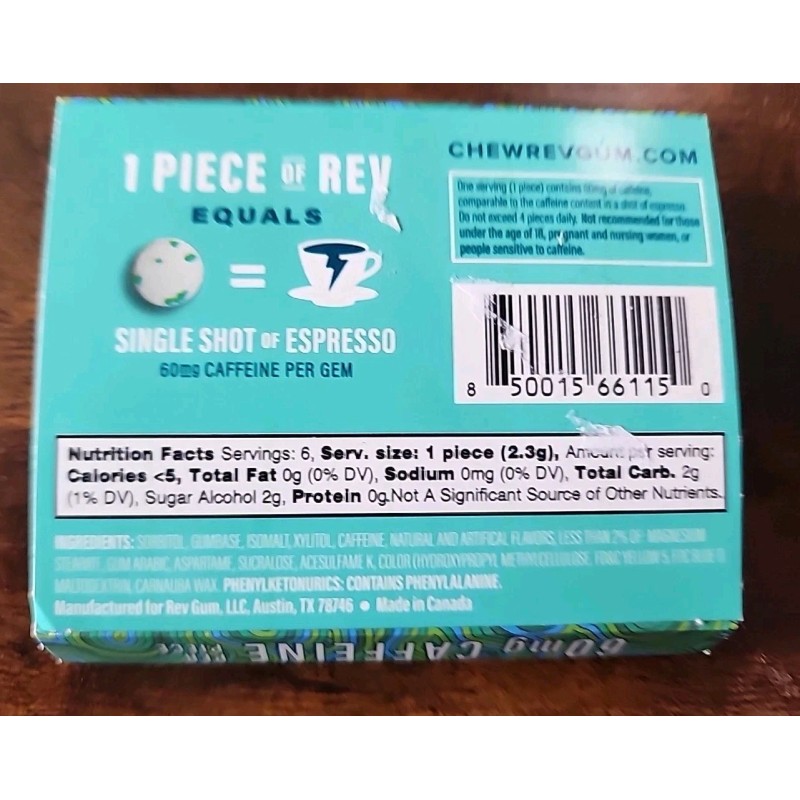 1 PIECE OF REV
EQUALS
=
SINGLE SHOT OF ESPRESSO
60mg CAFFEINE PER GEM
CHEWREVGUM.COM
One serving (1 piece) contains 60mg of caffeine,
comparable to the caffeine content in a shot of espresso
Do not exceed 4 pieces daily. Not recommended for those
under the age of 18, pregnant and nursing women, or
people sensitive to caffeine.
8 50015 66115 0
Nutrition Facts Servings: 6, Serv. size: 1 piece (2.3g), Amount per serving:
Calories <5, Total Fat 0g (0% DV), Sodium 0mg (0% DV), Total Carb. 2g
(1% DV), Sugar Alcohol 2g, Protein 0g.Not A Significant Source of Other Nutrients.
INGREDIENTS: SORBITOL, GUMBASE, ISOMALT, XYLITOL, CAFFEINE, NATURAL AND ARTIFICAL FLAVORS, LESS THAN 2% OF: MAGNESIUM
GUM ARABIC, ASPARTAME, SUCRALOSE, ACESULFAME K, COLOR (HYDROXYPROPYL METHYLCELLULOSE, FD&C YELLOW 5,
MALTODEXTRIN, CARNAUBA WAX. PHENYLKETONURICS: CONTAINS PHENYLALANINE.
Manufactured for Rev Gum, LLC, Austin, TX 78746 • Made in Canada
60mg CAFFEINE PER PIECE